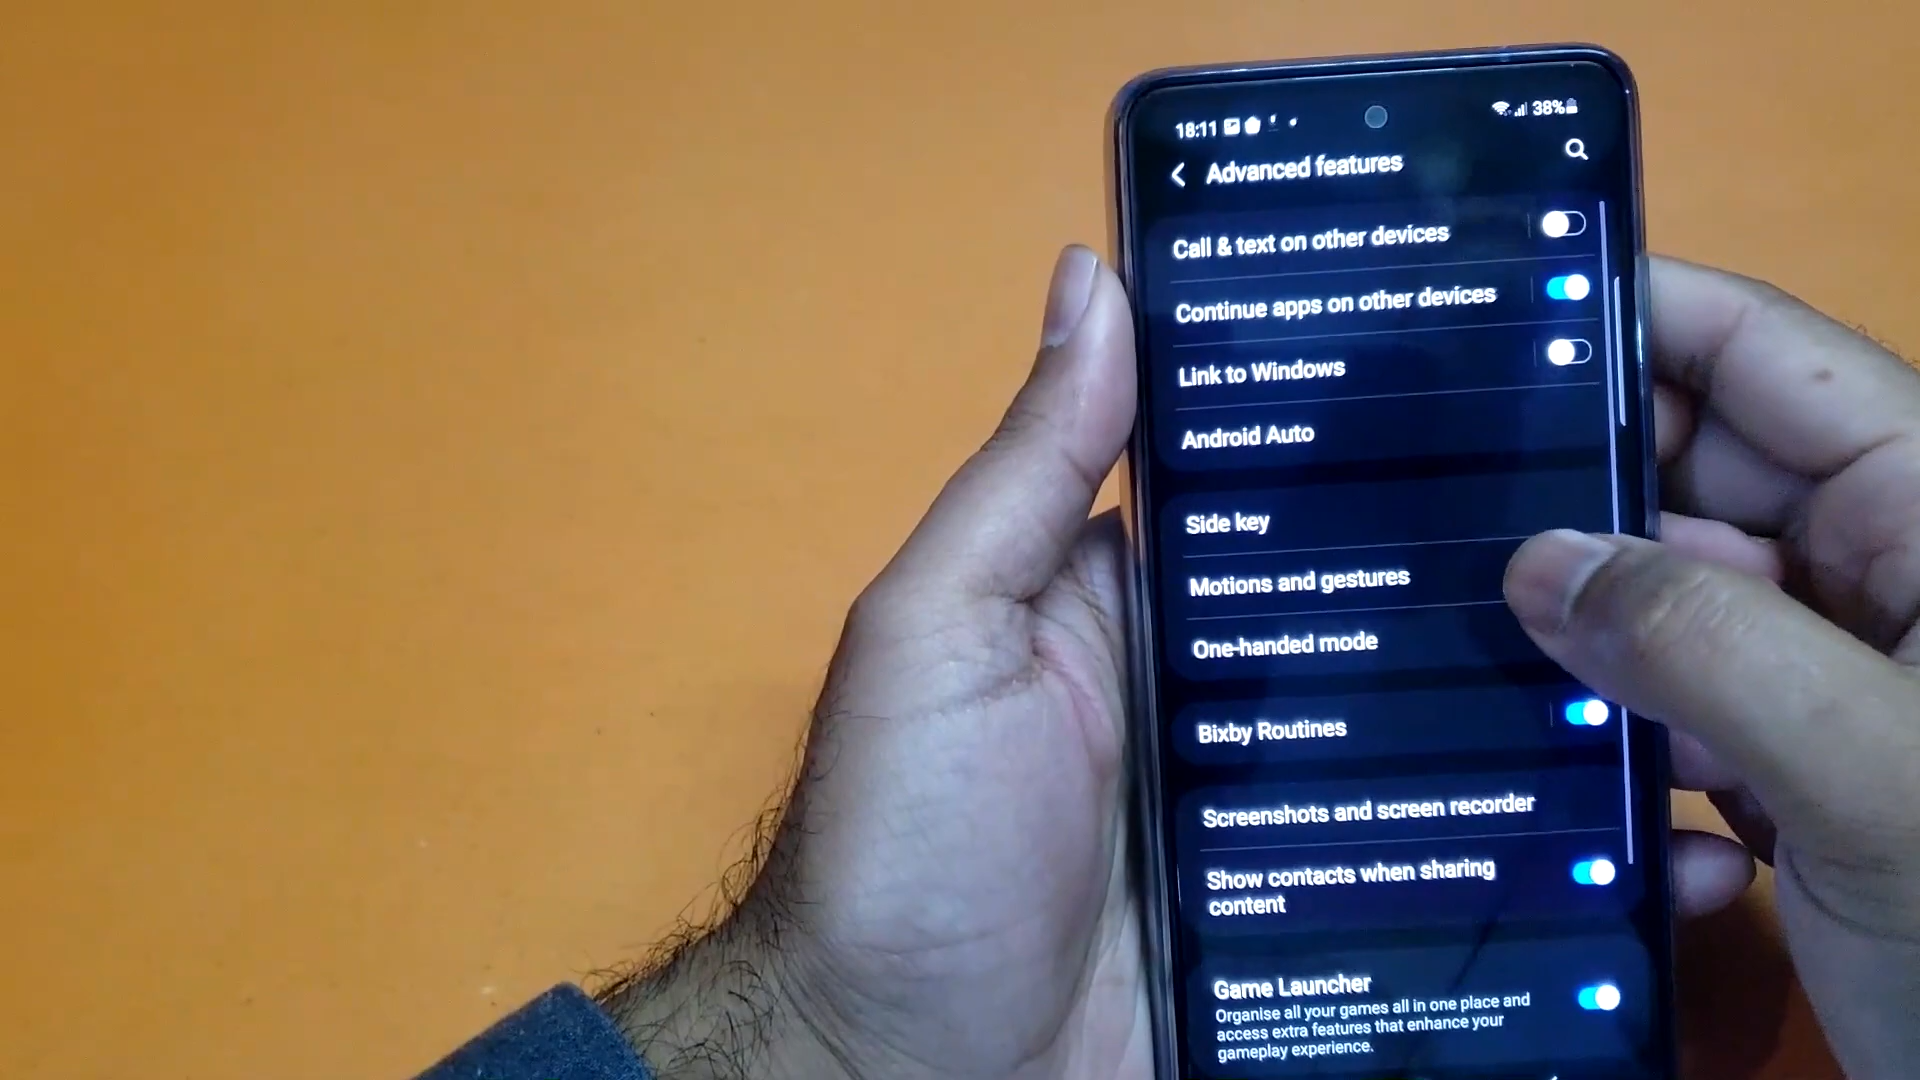 18:11 38%
Advanced features
Call & text on other devices
Continue apps on other devices
Link to Windows
Android Auto
Side key
Motions and gestures
One-handed mode
Bixby Routines
Screenshots and screen recorder
Show contacts when sharing
content
Game Launcher
Organise all your games all in one place and
access extra features that enhance your
gameplay experience.